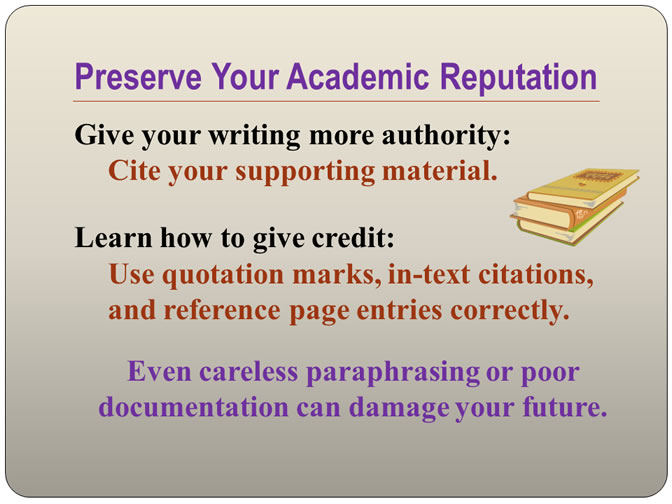 Preserve Your Academic Reputation
Give your writing more authority:
Cite your supporting material.
Learn how to give credit:
Use quotation marks, in-text citations,
and reference page entries correctly.
Even careless paraphrasing or poor
documentation can damage your future.